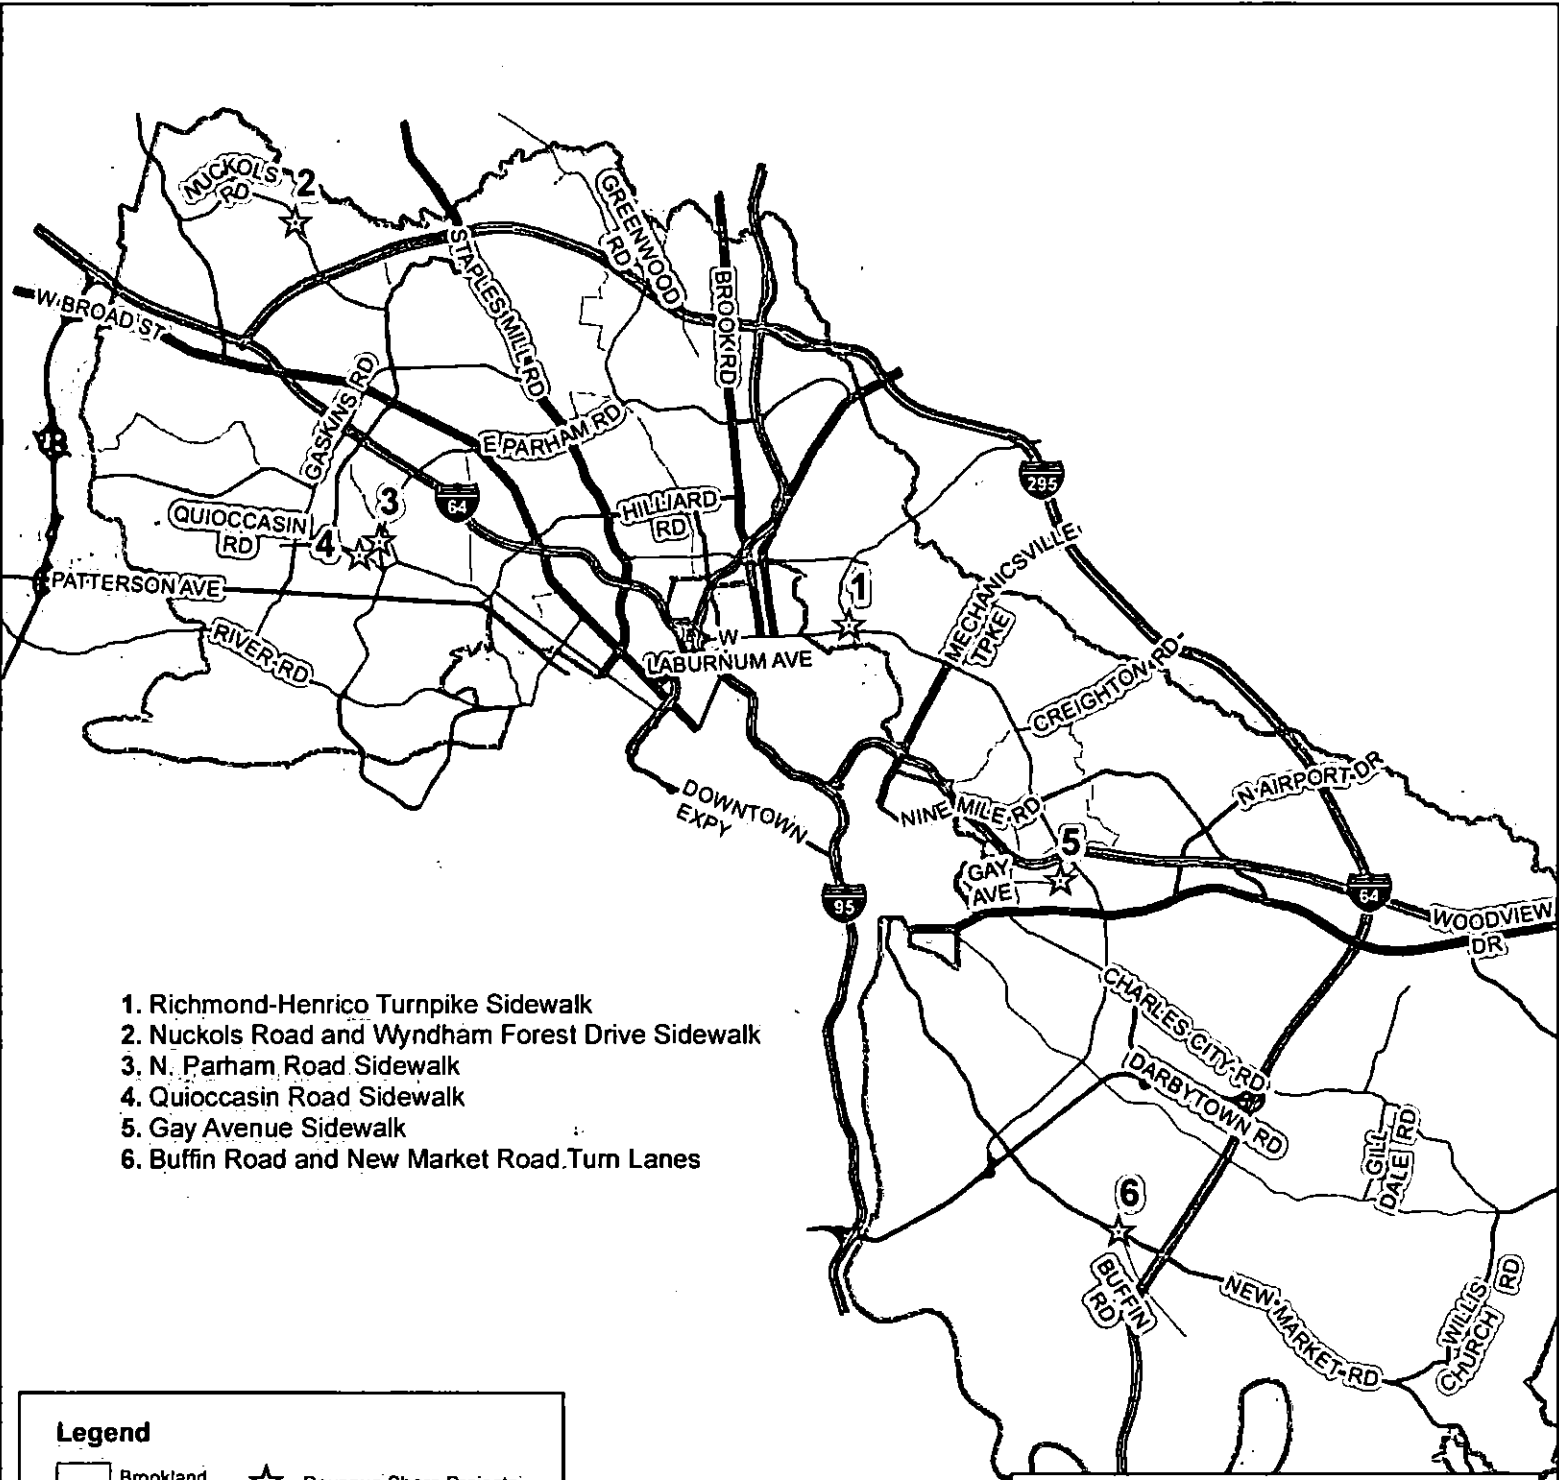 NUCKOLS
RD
2
GREENWOOD
RD
STAPLES MILL RD
BROOK RD
W BROAD ST
GASKINS RD
E PARHAM RD
295
3
64
HILLIARD
RD
QUIOCCASIN
RD
4
MECHANICSVILLE
TPKE
PATTERSON AVE
1
RIVER RD
W
LABURNUM AVE
CREIGHTON RD
DOWNTOWN
EXPY
N AIRPORT DR
NINE MILE RD
5
GAY
AVE
95
64
WOODVIEW
DR
CHARLES CITY RD
DARBYTOWN RD
GILL
DALE RD
6
BUFFIN
RD
NEW MARKET RD
WILLIS
CHURCH RD
1. Richmond-Henrico Turnpike Sidewalk
2. Nuckols Road and Wyndham Forest Drive Sidewalk
3. N. Parham Road Sidewalk
4. Quioccasin Road Sidewalk
5. Gay Avenue Sidewalk
6. Buffin Road and New Market Road Turn Lanes
Legend
Brookland